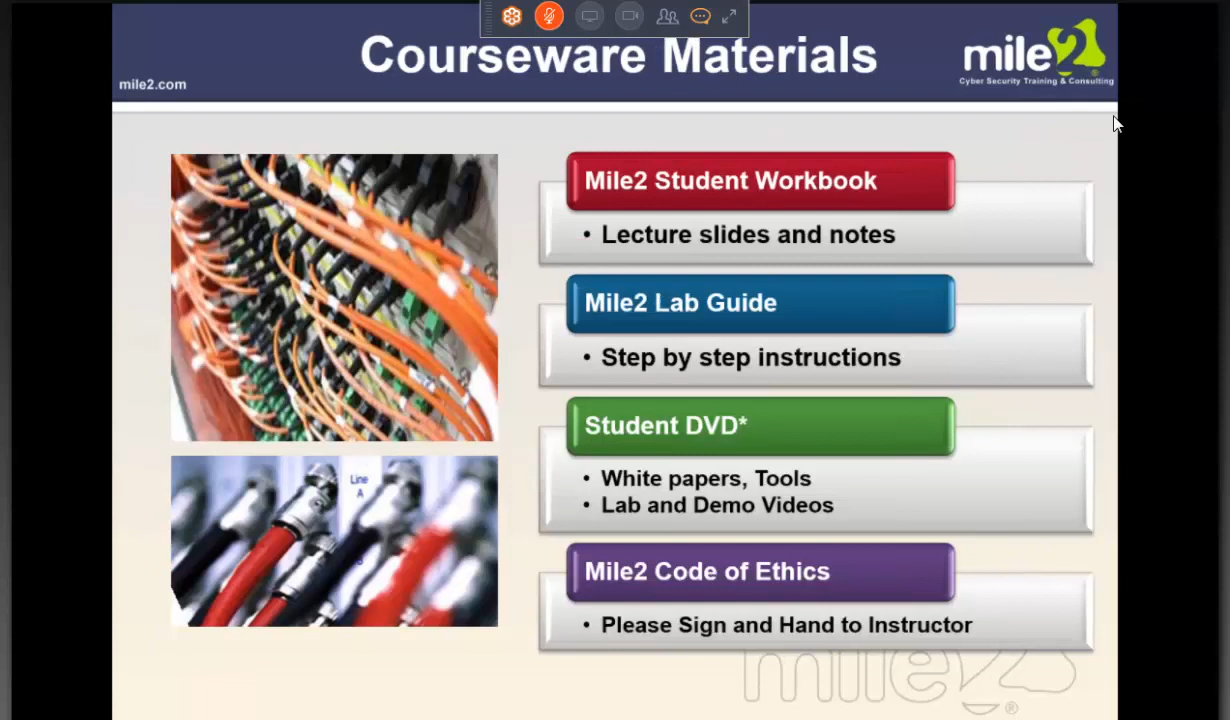 Courseware Materials
mile2
®
Cyber Security Training & Consulting
mile2.com
Mile2 Student Workbook
• Lecture slides and notes
Mile2 Lab Guide
• Step by step instructions
Student DVD*
• White papers, Tools
• Lab and Demo Videos
Mile2 Code of Ethics
• Please Sign and Hand to Instructor
Line
A
mile2
®